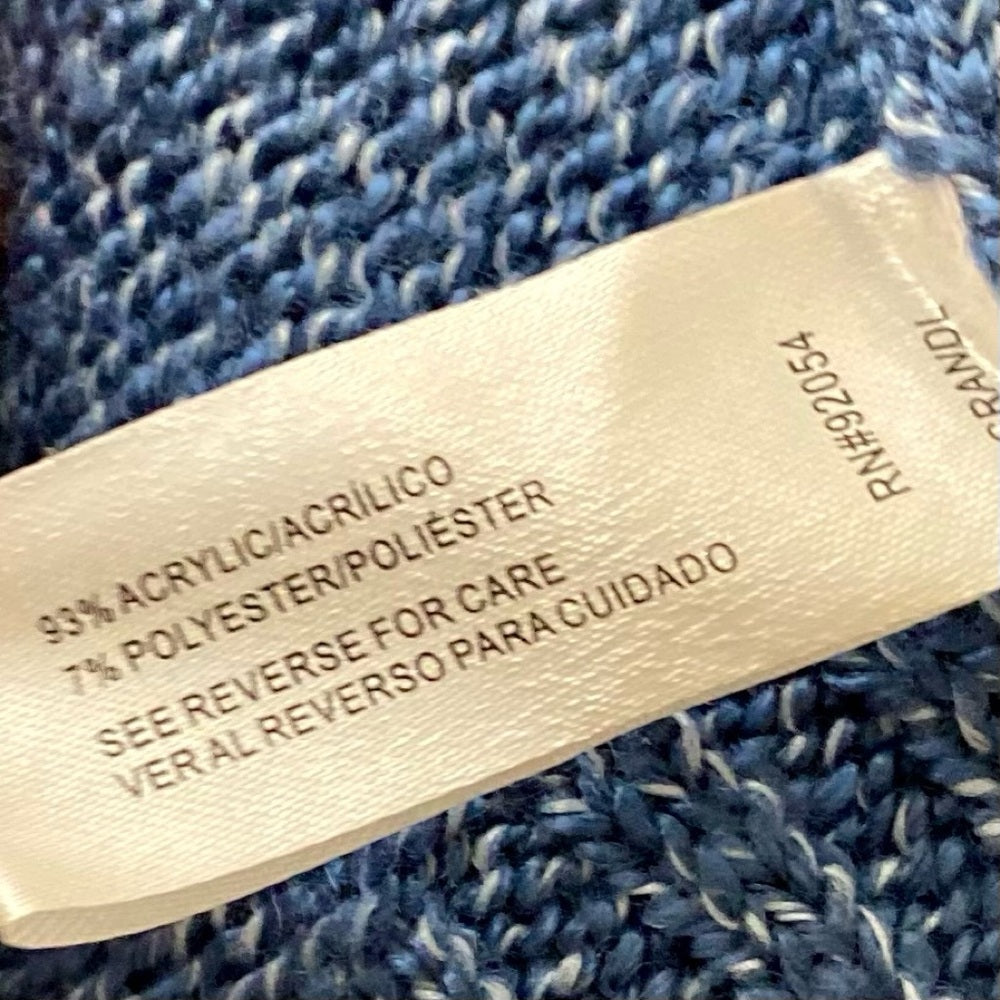 93% ACRYLIC/ACRÍLICO
7% POLYESTER/POLIÉSTER
SEE REVERSE FOR CARE
VER AL REVERSO PARA CUIDADO
RN#92054